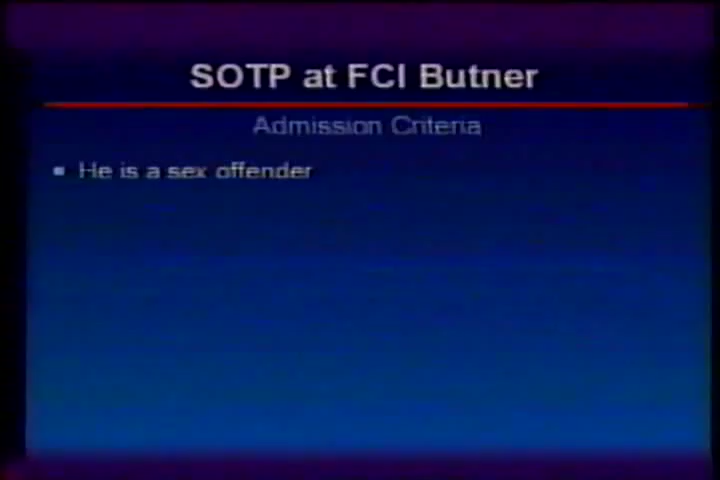 SOTP at FCI Butner
Admission Criteria
He is a sex offender